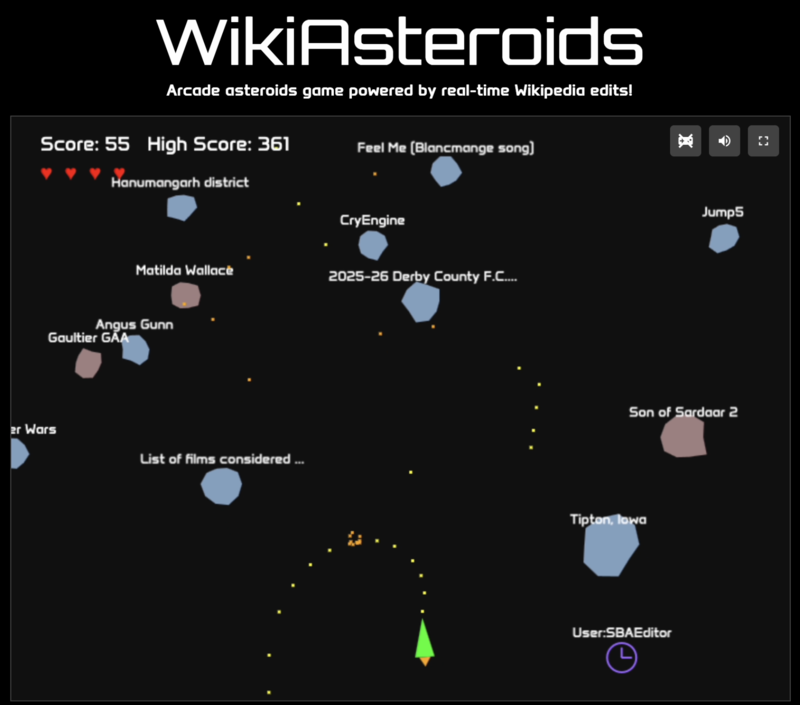 WikiAsteroids
Arcade asteroids game powered by real-time Wikipedia edits!
Score: 55 High Score: 361
Feel Me (Blancmange song)
Hanumangarh district
Jump5
CryEngine
Matilda Wallace
2025-26 Derby County F.C....
Angus Gunn
Gaultier GAA
Son of Sardaar 2
er Wars
List of films considered ...
Tipton, Iowa
User:SBAEditor